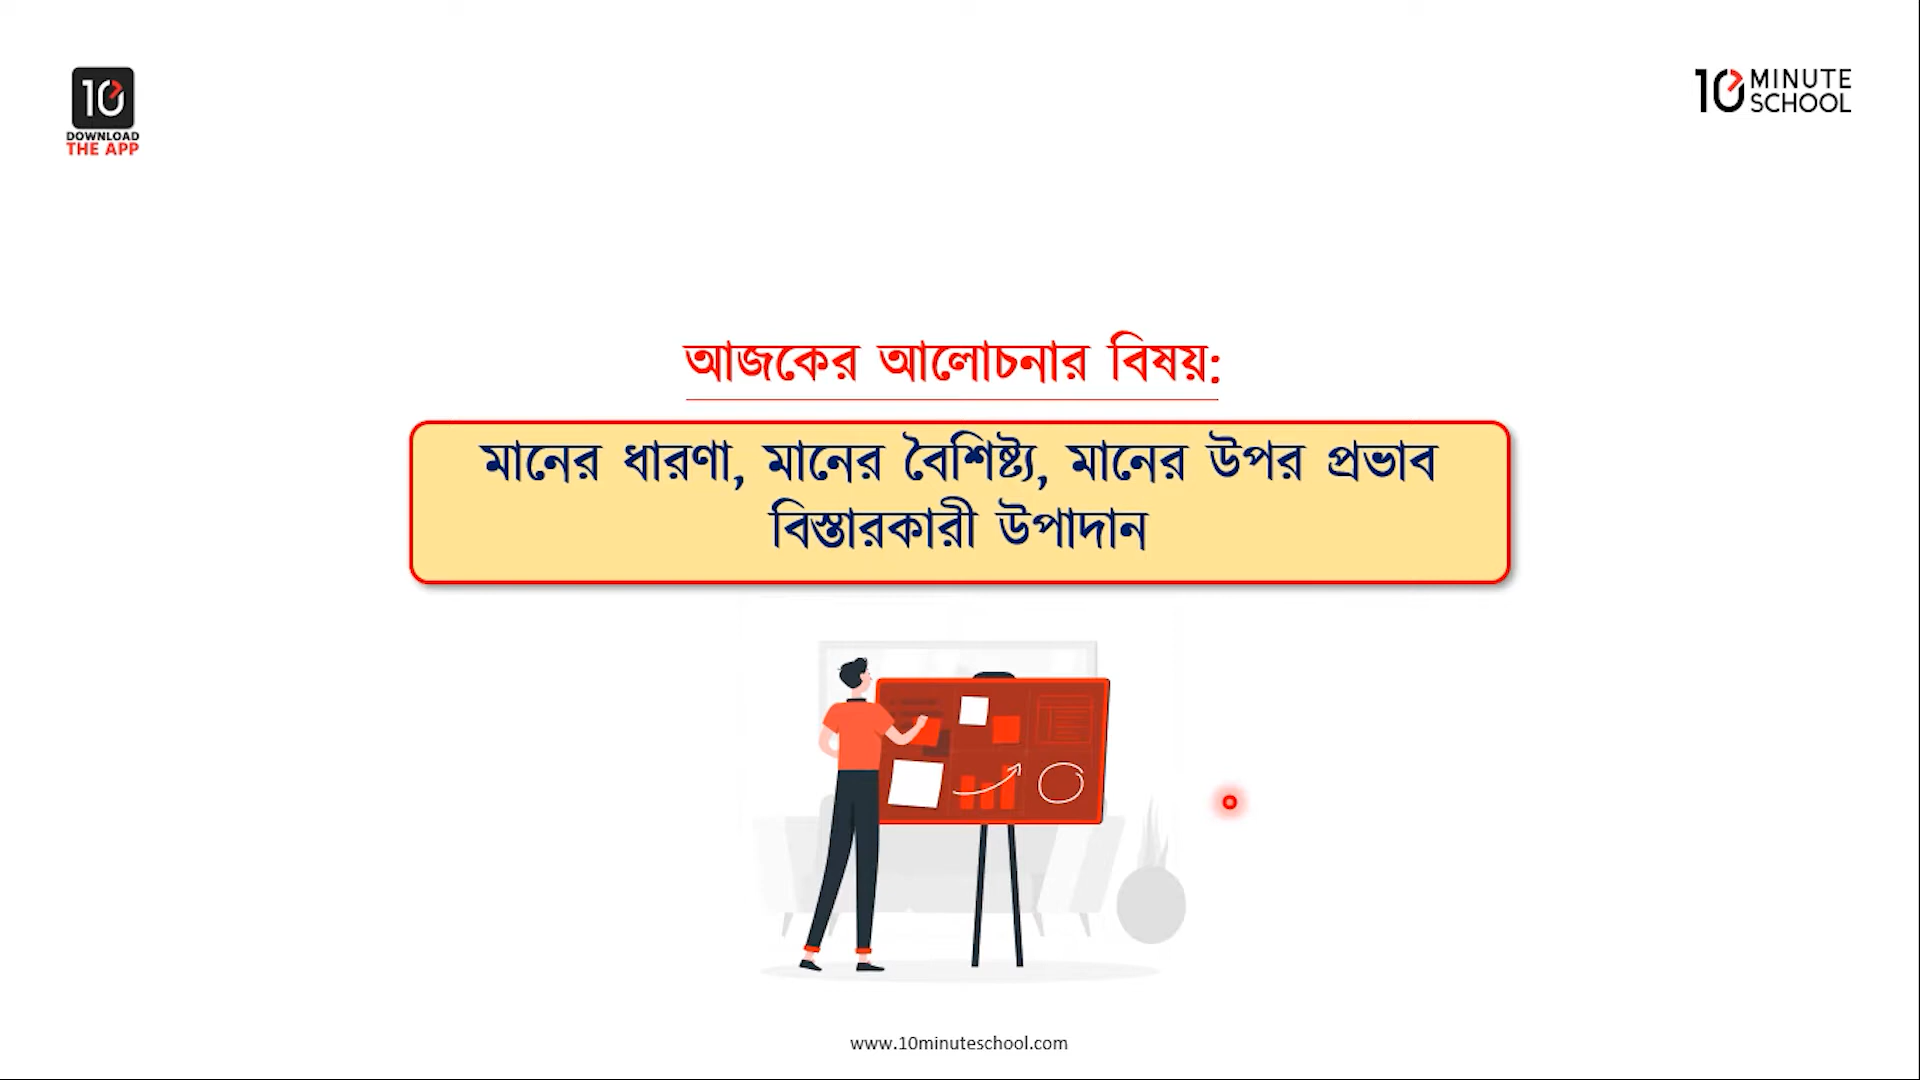 10
DOWNLOAD
THE APP
10 MINUTE
SCHOOL
আজকের আলোচনার বিষয়:
মানের ধারণা, মানের বৈশিষ্ট্য, মানের উপর প্রভাব
বিস্তারকারী উপাদান
www.10minuteschool.com